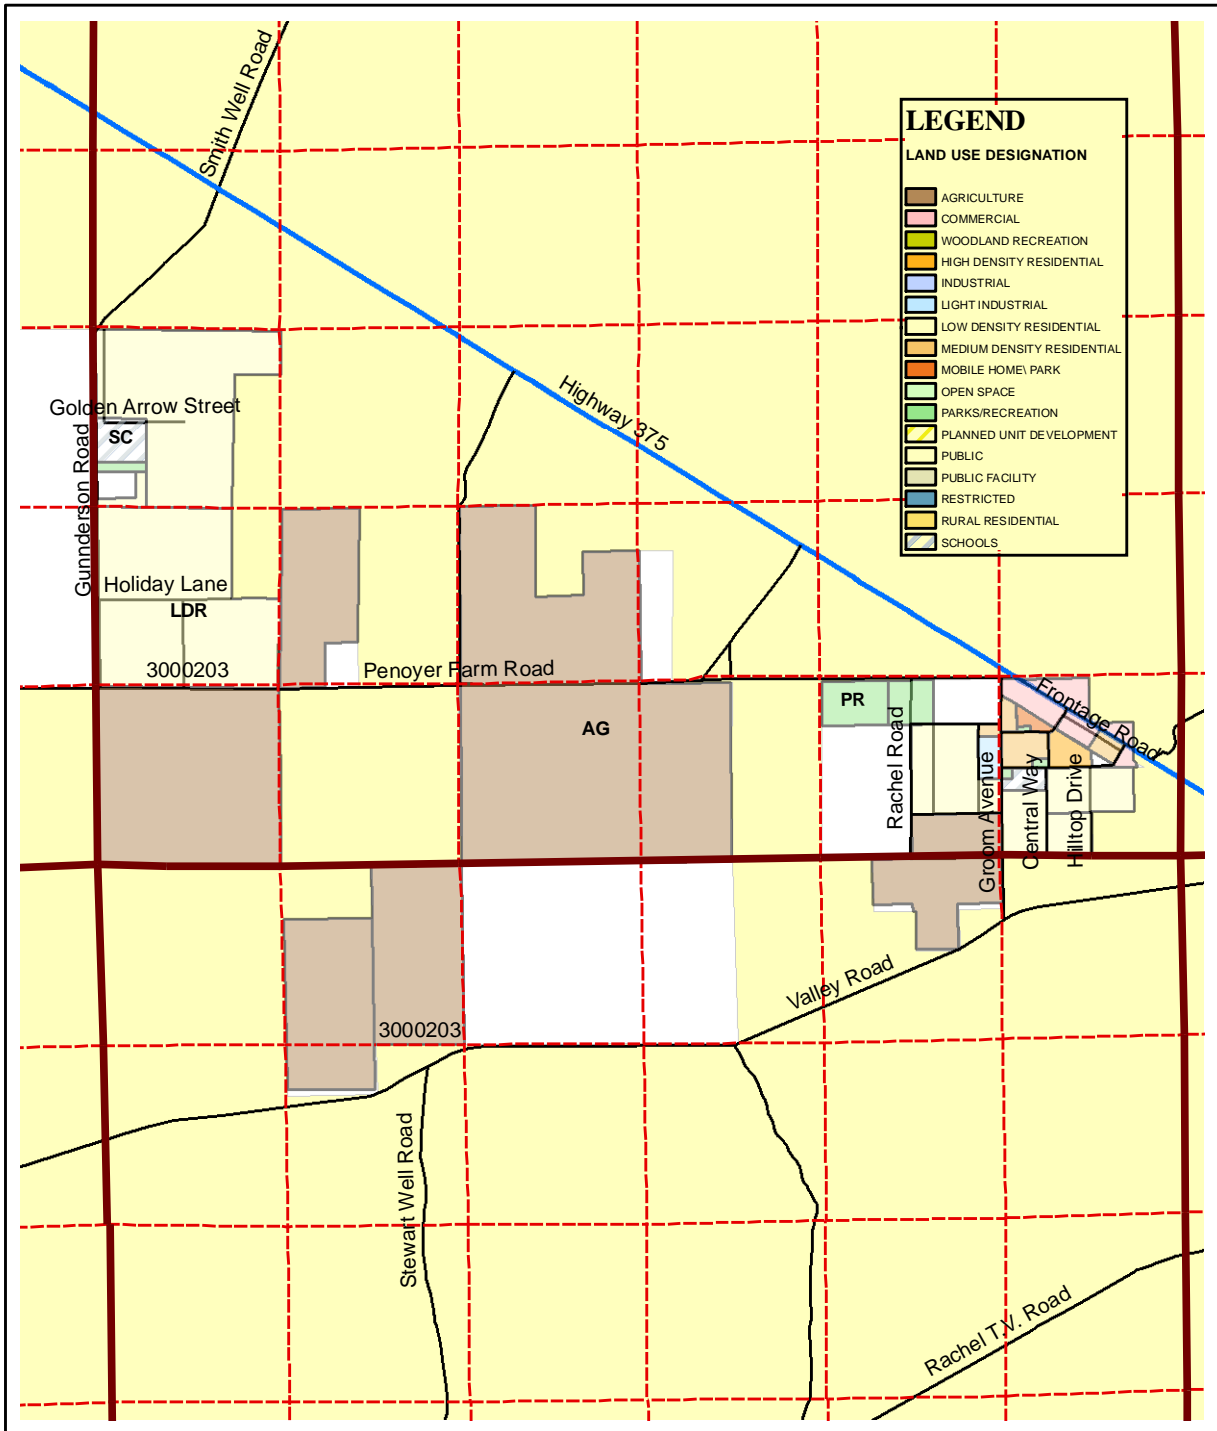 Smith Well Road
LEGEND
LAND USE DESIGNATION
AGRICULTURE
COMMERCIAL
WOODLAND RECREATION
HIGH DENSITY RESIDENTIAL
INDUSTRIAL
LIGHT INDUSTRIAL
LOW DENSITY RESIDENTIAL
MEDIUM DENSITY RESIDENTIAL
MOBILE HOME\ PARK
OPEN SPACE
PARKS/RECREATION
PLANNED UNIT DEVELOPMENT
PUBLIC
PUBLIC FACILITY
RESTRICTED
RURAL RESIDENTIAL
SCHOOLS
Highway 375
Golden Arrow Street
SC
Gunnderson Road
Holiday Lane
LDR
3000203
Penoyer Farm Road
AG
PR
Rachel Road
Frontage Road
Groom Avenue
Central Way
Hilltop Drive
Valley Road
3000203
Stewart Well Road
Rachel T.V. Road